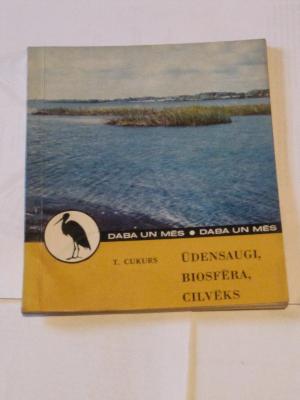 DABA UN MĒS ● DABA UN MĒS
T. CUKURS
ŪDENSAUGI,
BIOSFĒRA,
CILVĒKS